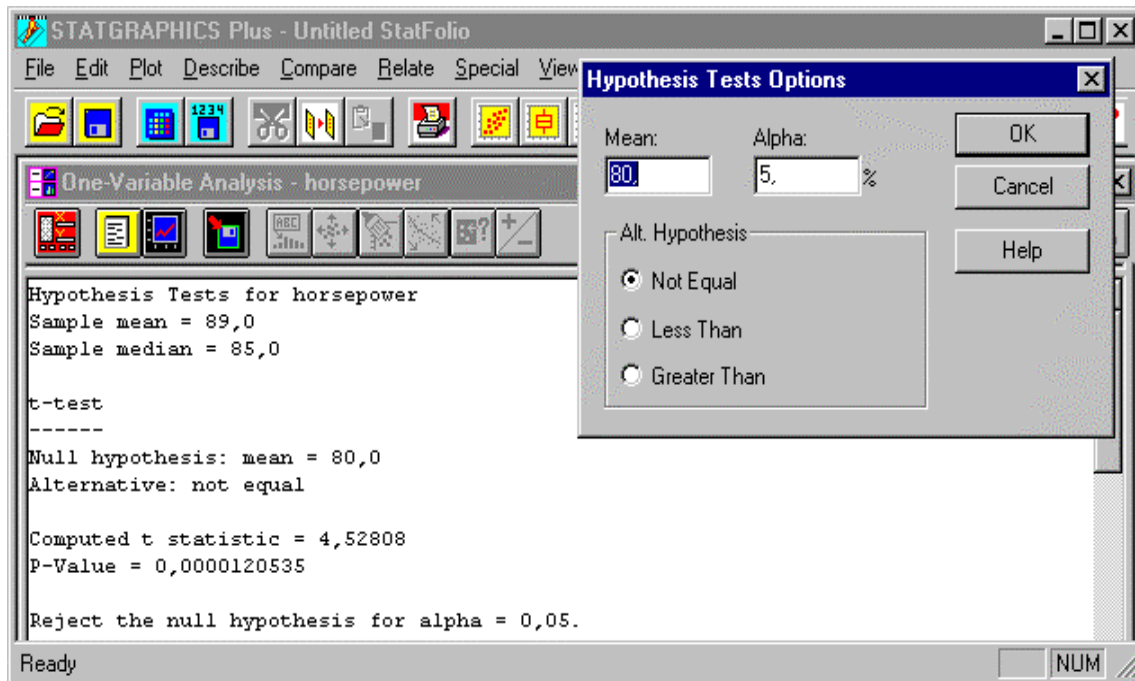 STATGRAPHICS Plus - Untitled StatFolio
File Edit Plot Describe Compare Relate Special View
1234
One-Variable Analysis - horsepower
ABC
Hypothesis Tests for horsepower
Sample mean = 89,0
Sample median = 85,0
t-test
------
Null hypothesis: mean = 80,0
Alternative: not equal
Computed t statistic = 4,52808
P-Value = 0,0000120535
Reject the null hypothesis for alpha = 0,05.
Ready
NUM
Hypothesis Tests Options
Mean: Alpha:
80, 5, %
Alt. Hypothesis
Not Equal
Less Than
Greater Than
OK
Cancel
Help